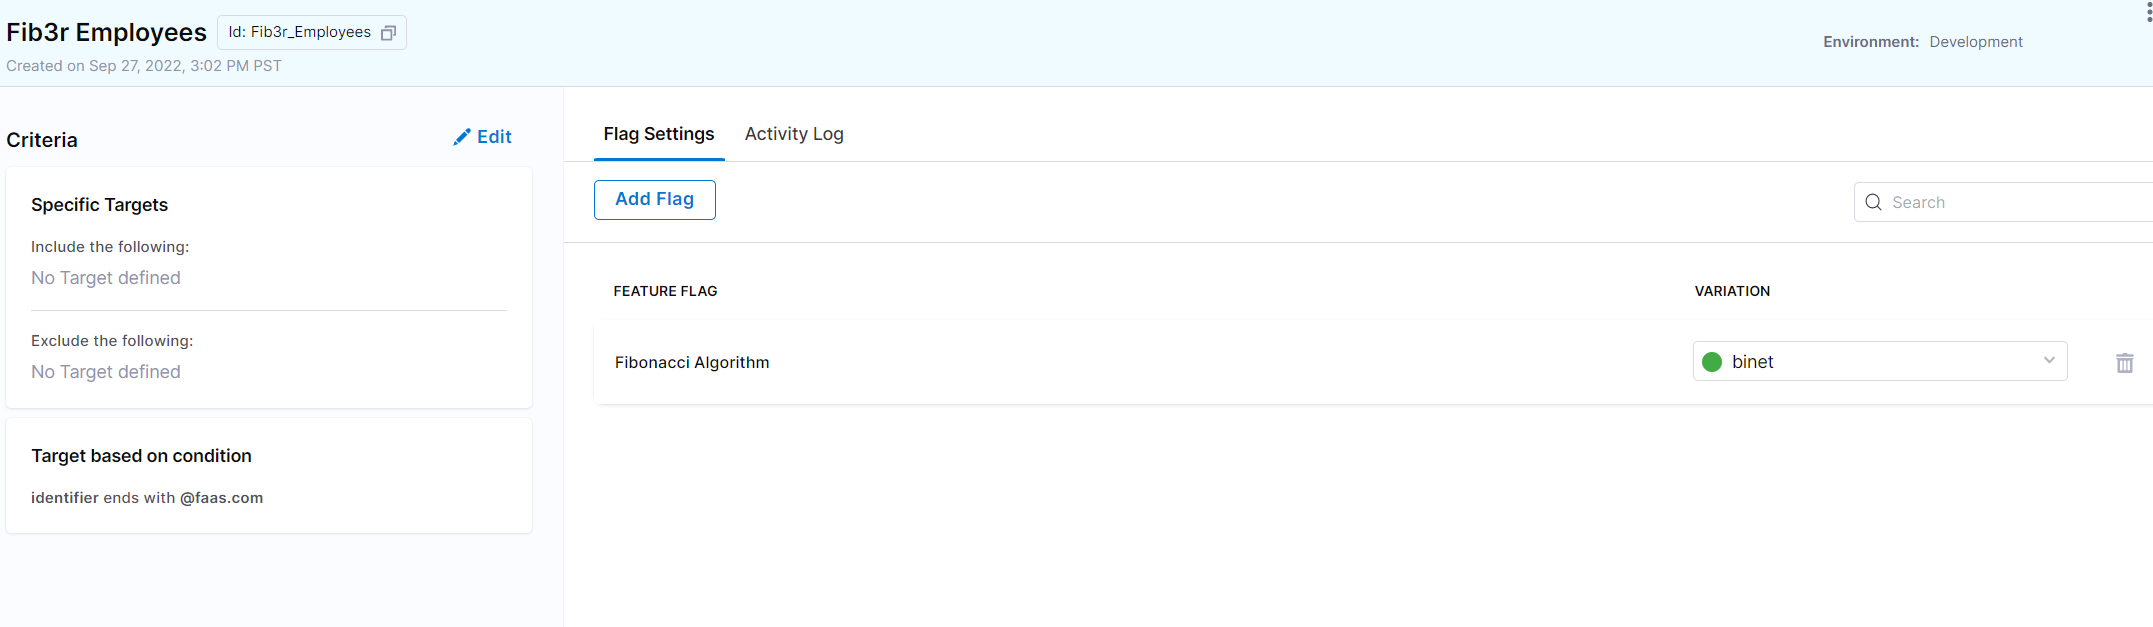 Fib3r Employees
Id: Fib3r_Employees
Created on Sep 27, 2022, 3:02 PM PST
Environment: Development
Criteria
Edit
Specific Targets
Include the following:
No Target defined
Exclude the following:
No Target defined
Target based on condition
identifier ends with @faas.com
Flag Settings
Activity Log
Add Flag
Search
FEATURE FLAG
VARIATION
Fibonacci Algorithm
binet